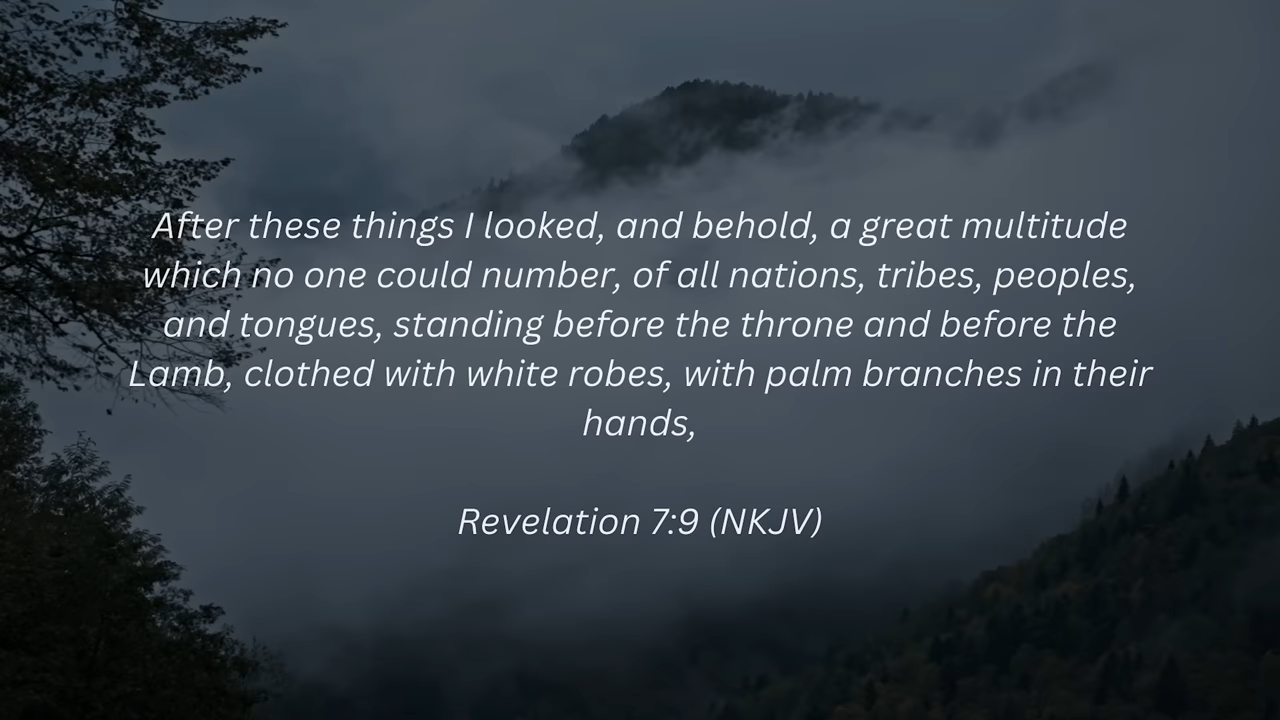 After these things I looked, and behold, a great multitude
which no one could number, of all nations, tribes, peoples,
and tongues, standing before the throne and before the
Lamb, clothed with white robes, with palm branches in their
hands,
Revelation 7:9 (NKJV)